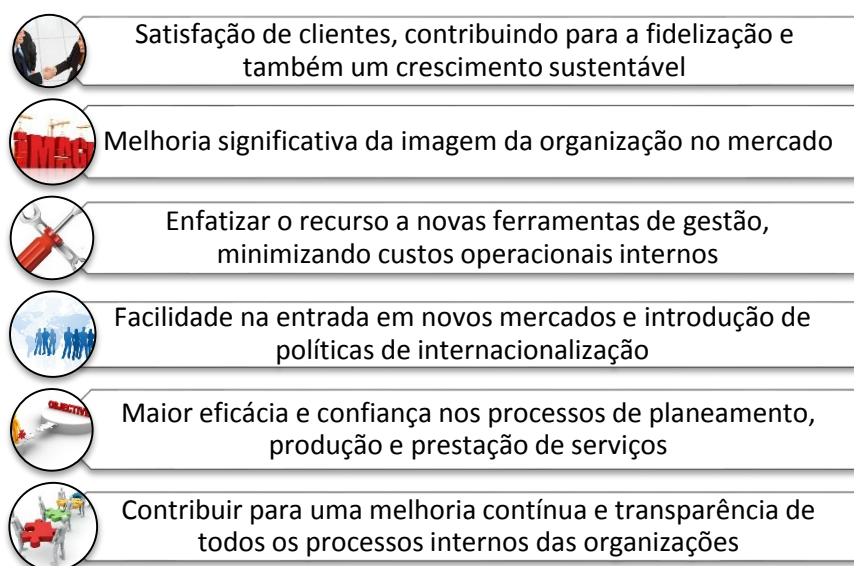 Satisfação de clientes, contribuindo para a fidelização e
também um crescimento sustentável
Melhoria significativa da imagem da organização no mercado
Enfatizar o recurso a novas ferramentas de gestão,
minimizando custos operacionais internos
Facilidade na entrada em novos mercados e introdução de
políticas de internacionalização
Maior eficácia e confiança nos processos de planeamento,
produção e prestação de serviços
Contribuir para uma melhoria contínua e transparência de
todos os processos internos das organizações